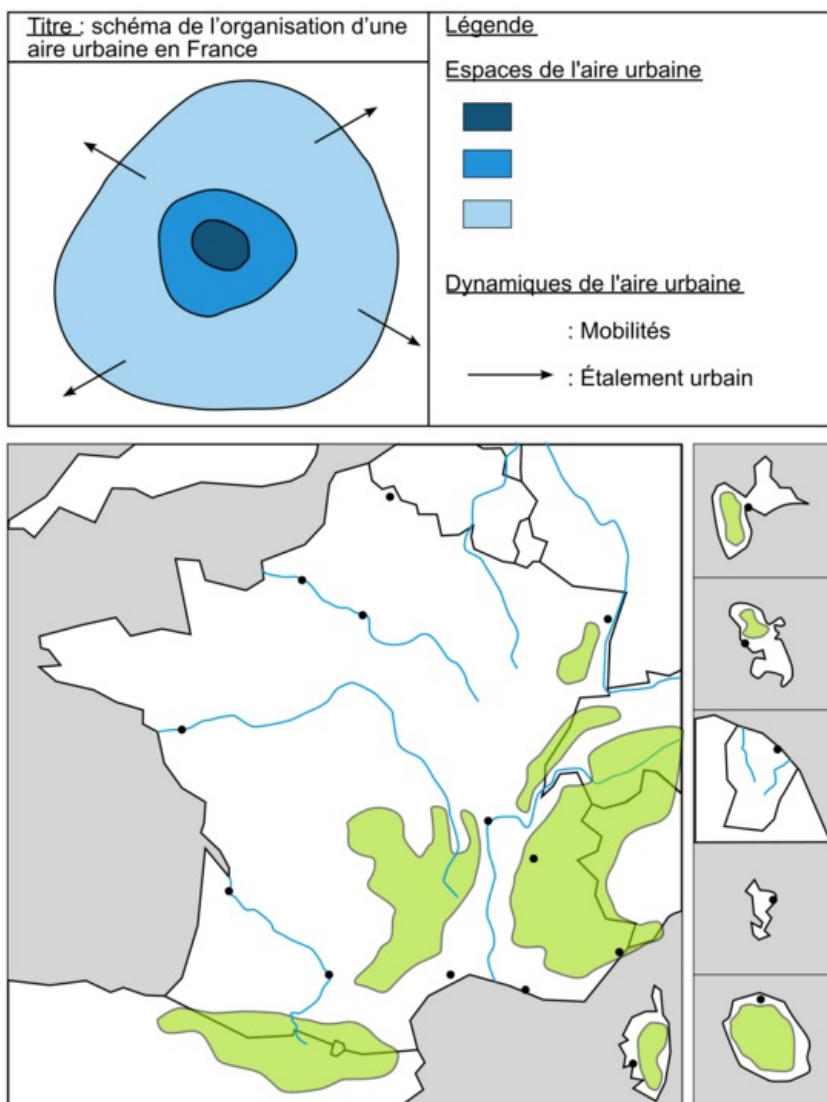 Titre : schéma de l'organisation d'une
aire urbaine en France
Légende
Espaces de l'aire urbaine
Dynamiques de l'aire urbaine
: Mobilités
: Étalement urbain